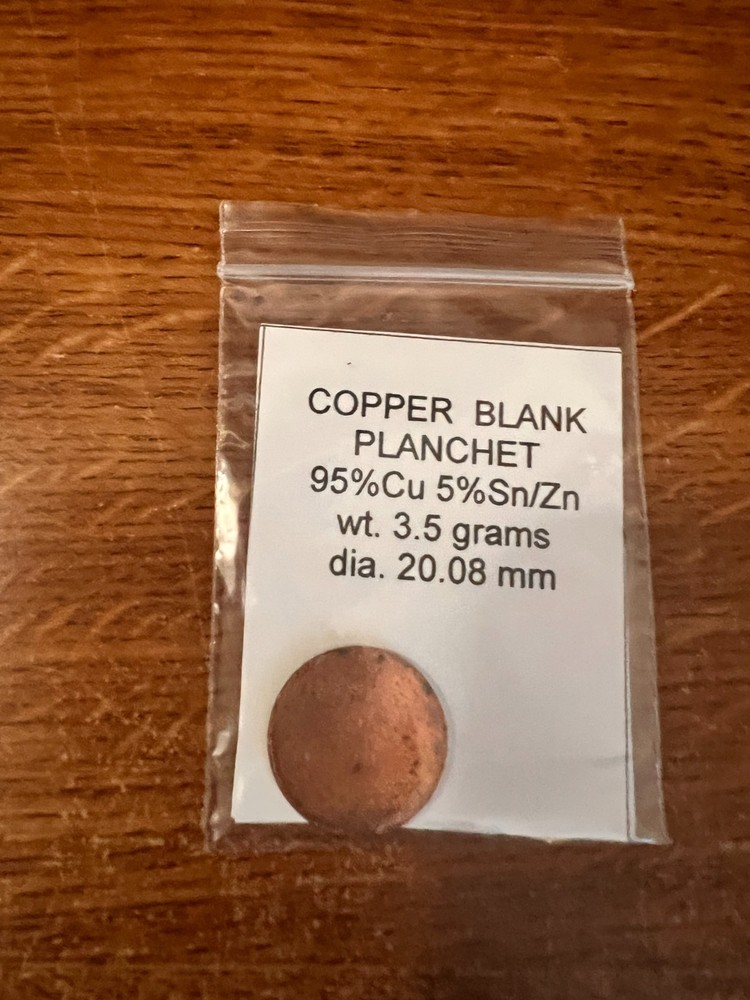 COPPER BLANK
PLANCHET
95%Cu 5%Sn/Zn
wt. 3.5 grams
dia. 20.08 mm